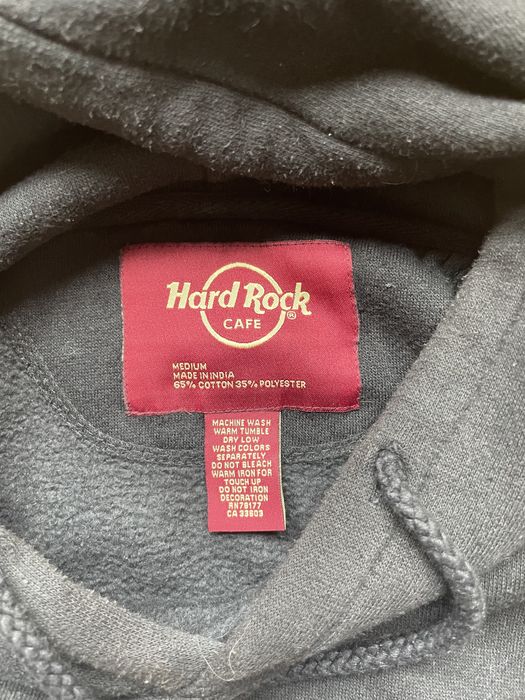 Hard Rock ®
CAFE
MEDIUM
MADE IN INDIA
65% COTTON 35% POLYESTER
MACHINE WASH
WARM TUMBLE
DRY LOW
WASH COLORS
SEPARATELY
DO NOT BLEACH
WARM IRON FOR
TOUCH UP
DO NOT IRON
DECORATION
RN78177
CA 33803